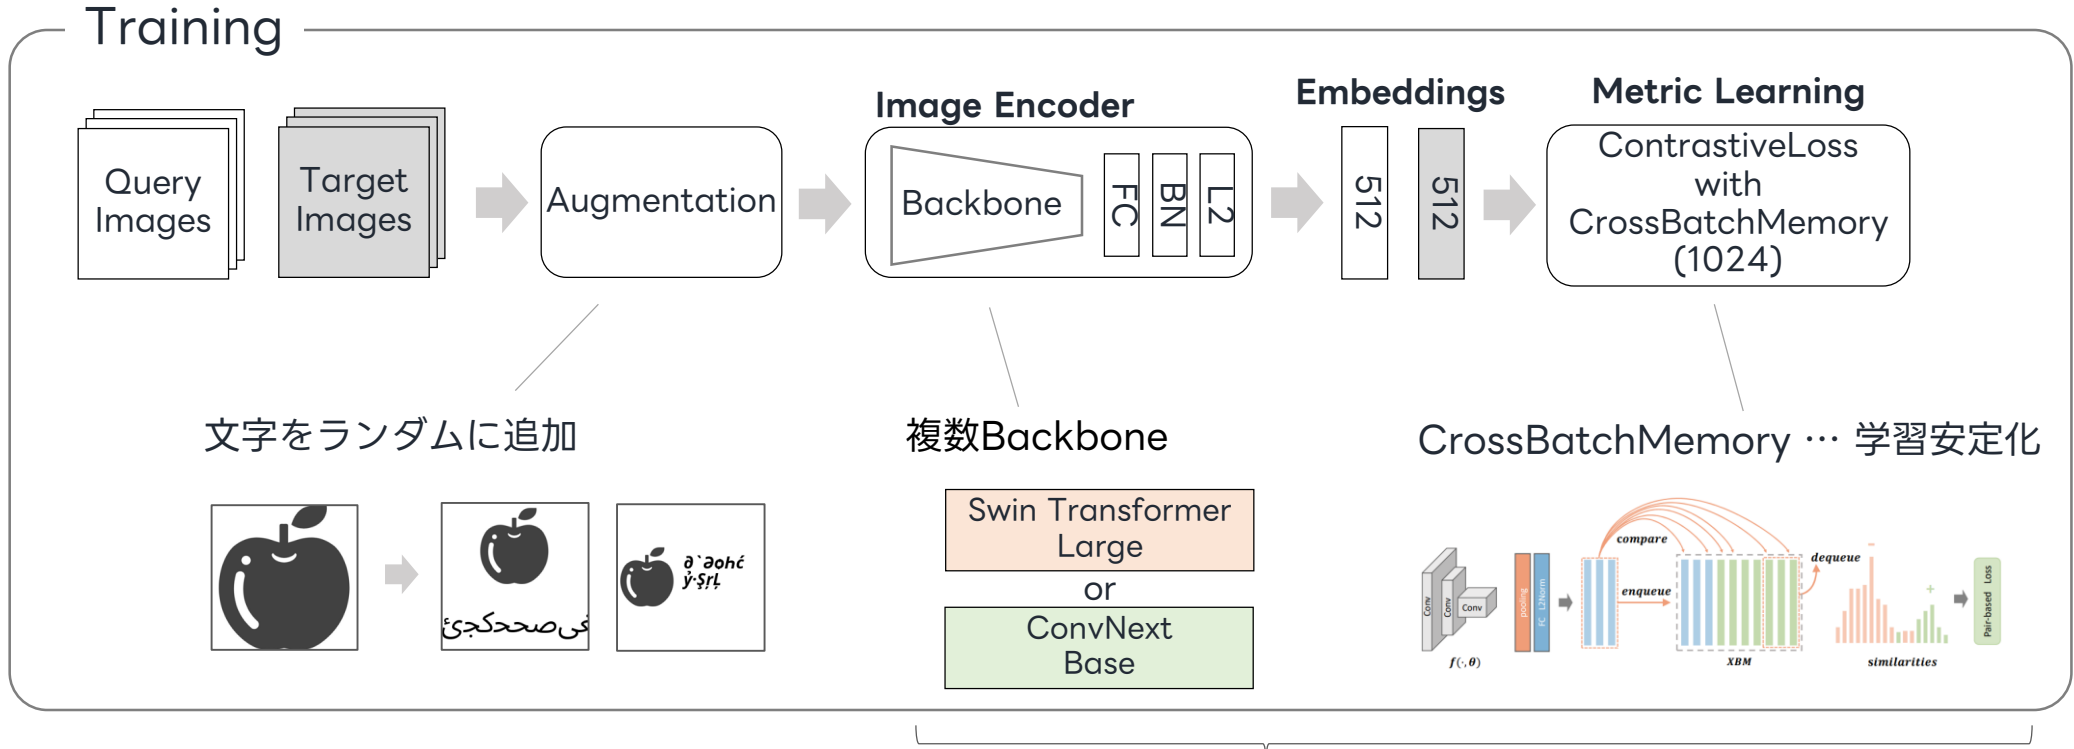 Training
Query
Images
Target
Images
Augmentation
Image Encoder
Backbone
FC
BN
L2
Embeddings
512
512
Metric Learning
ContrastiveLoss
with
CrossBatchMemory
(1024)
文字をランダムに追加
複数Backbone
Swin Transformer
Large
or
ConvNext
Base
CrossBatchMemory … 学習安定化
Conv
Conv
Conv
f(·,θ)
pooling
FC L2Norm
compare
enqueue
dequeue
XBM
-
+
similarities
Pair-based Loss